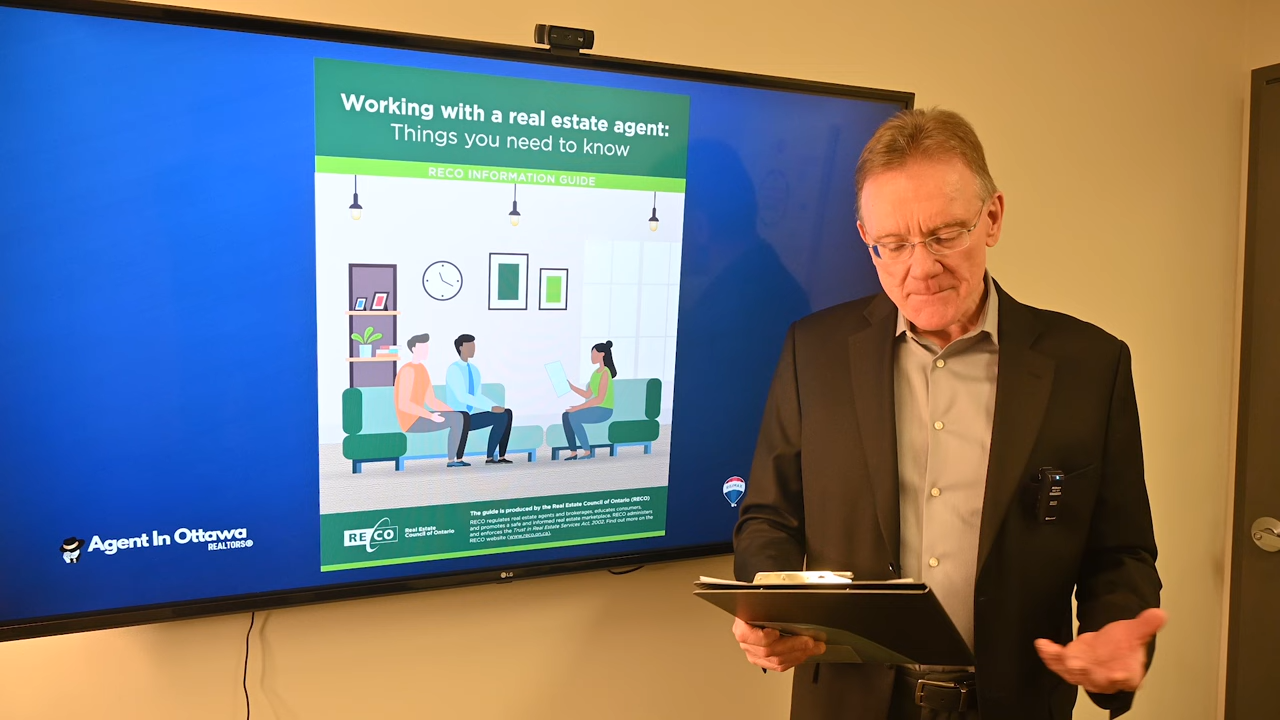 Working with a real estate agent:
Things you need to know
RECO INFORMATION GUIDE
The guide is produced by the Real Estate Council of Ontario (RECO)
RECO regulates real estate agents and brokerages, educates consumers,
and promotes a safe and informed real estate marketplace. RECO administers
and enforces the Trust in Real Estate Services Act, 2002. Find out more on the
RECO website (www.reco.on.ca).
RECO
Real Estate
Council of Ontario
RE/MAX
Agent In Ottawa
REALTORS®
LG